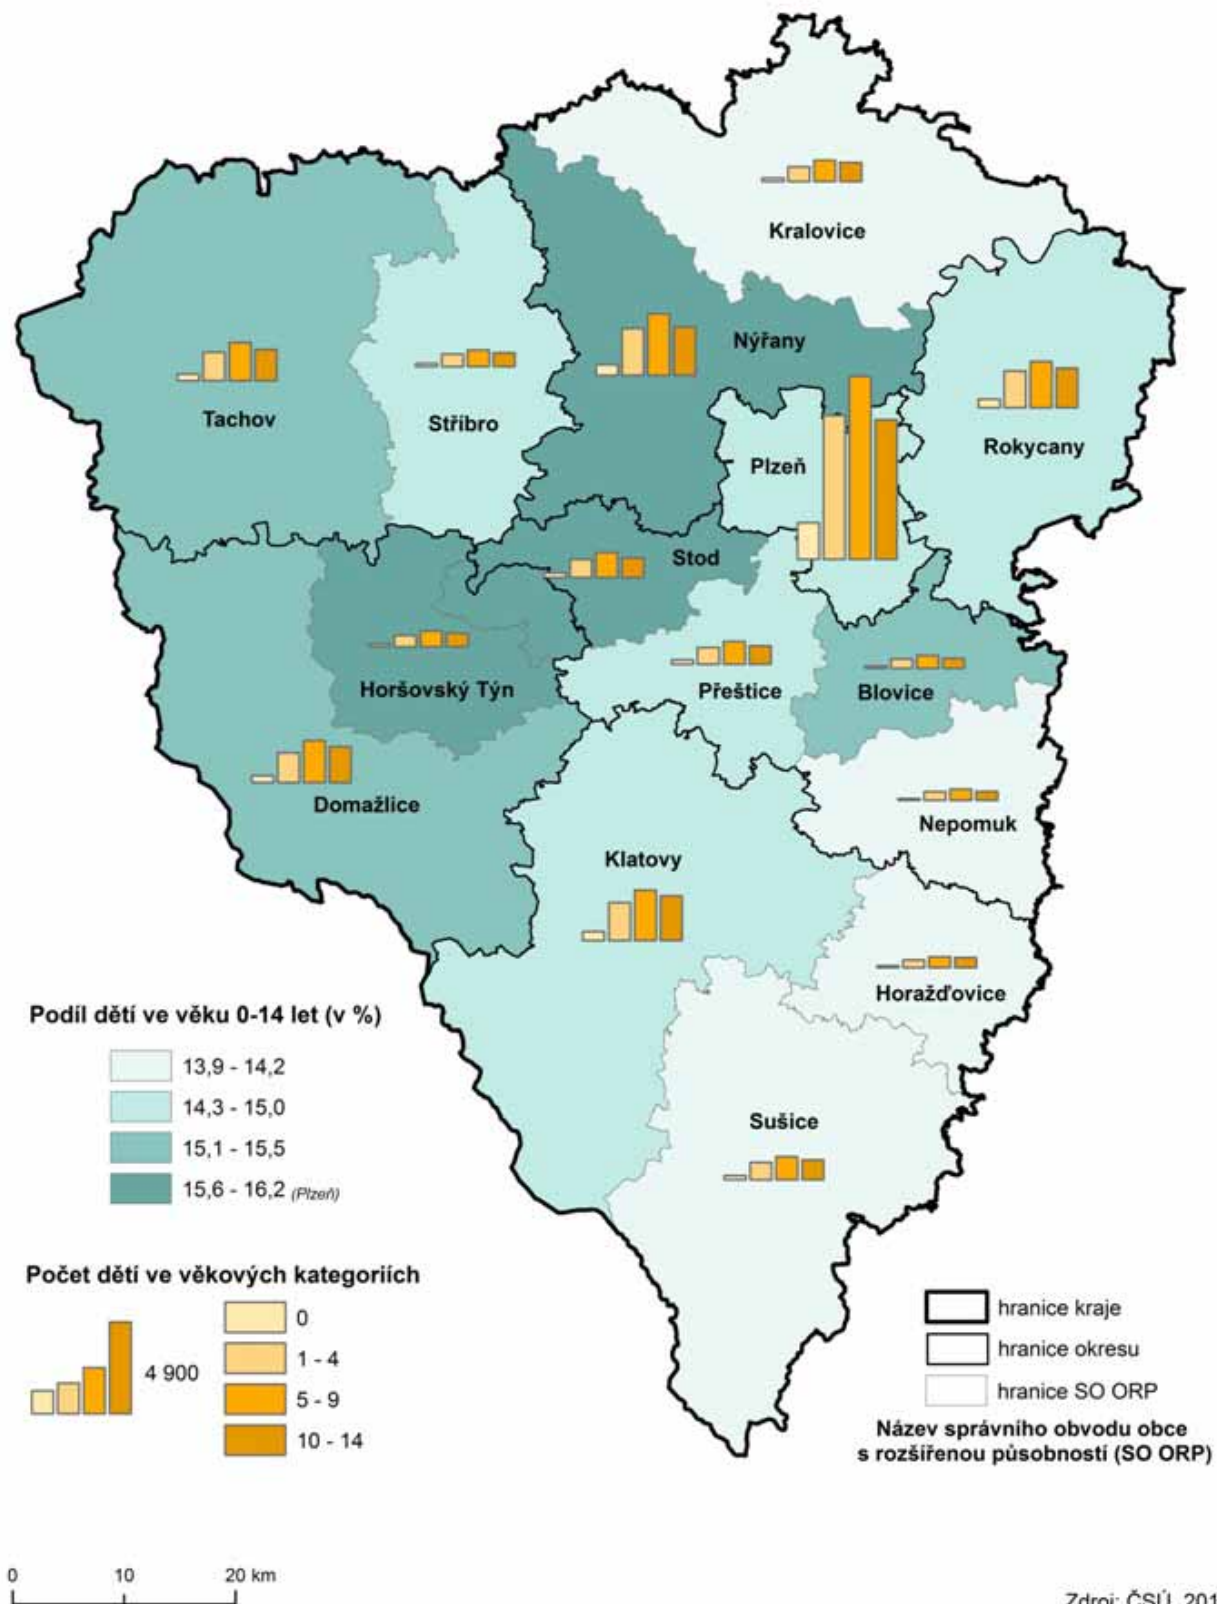 Kralovice
Nýřany
Tachov
Stříbro
Plzeň
Rokycany
Stod
Horšovský Týn
Přeštice
Blovice
Domažlice
Nepomuk
Klatovy
Horažďovice
Sušice
Podíl dětí ve věku 0-14 let (v %)
13,9 - 14,2
14,3 - 15,0
15,1 - 15,5
15,6 - 16,2 (Plzeň)
Počet dětí ve věkových kategoriích
4 900
0
1 - 4
5 - 9
10 - 14
hranice kraje
hranice okresu
hranice SO ORP
Název správního obvodu obce
s rozšířenou působností (SO ORP)
0 10 20 km
Zdroj: ČSÚ, 201